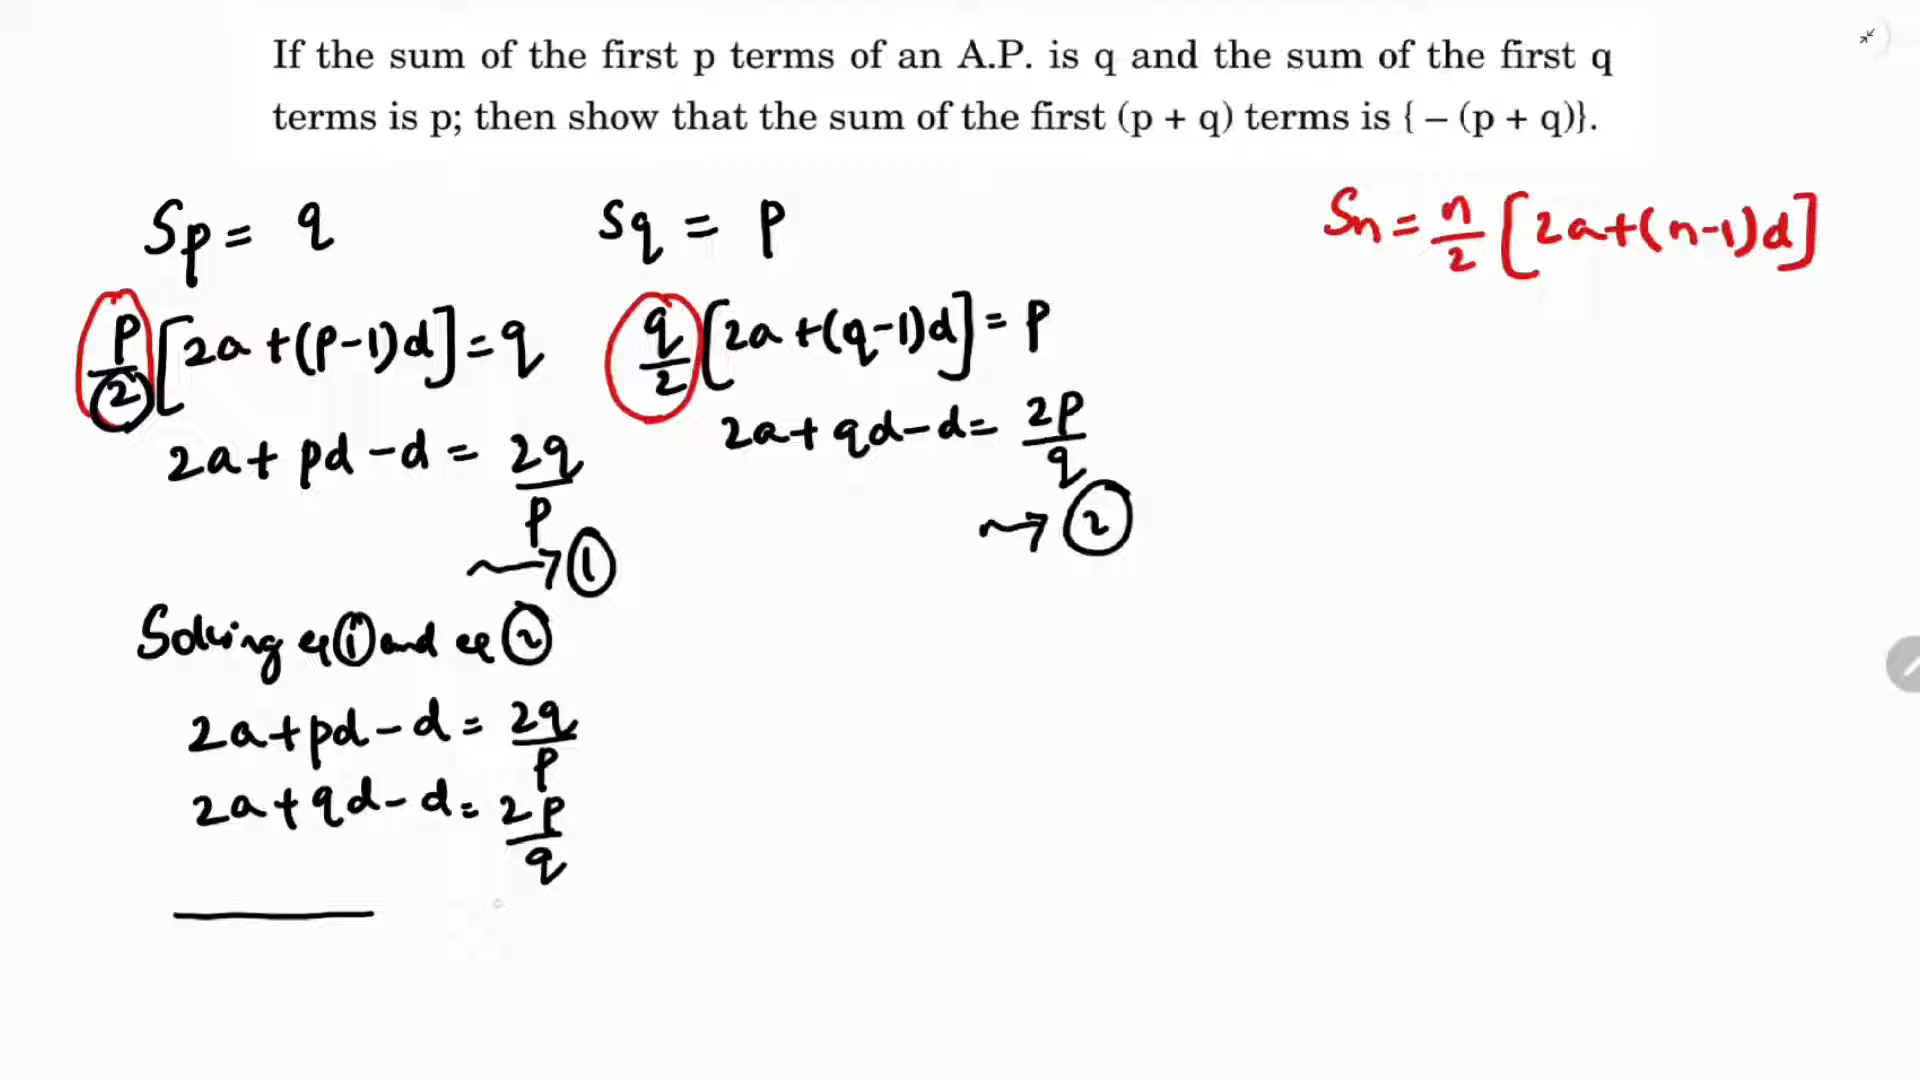 If the sum of the first p terms of an A.P. is q and the sum of the first q
terms is p; then show that the sum of the first (p + q) terms is { – (p + q)}.
Sp = q
Sq = p
Sn = n/2 [2a+(n-1)d]
p/2 [2a+(p-1)d] = q
q/2 [2a+(q-1)d] = p
2a+pd-d = 2q/p
→ ①
2a+qd-d = 2p/q
→ ②
Solving eq ① and eq ②
2a+pd-d = 2q/p
2a+qd-d = 2p/q